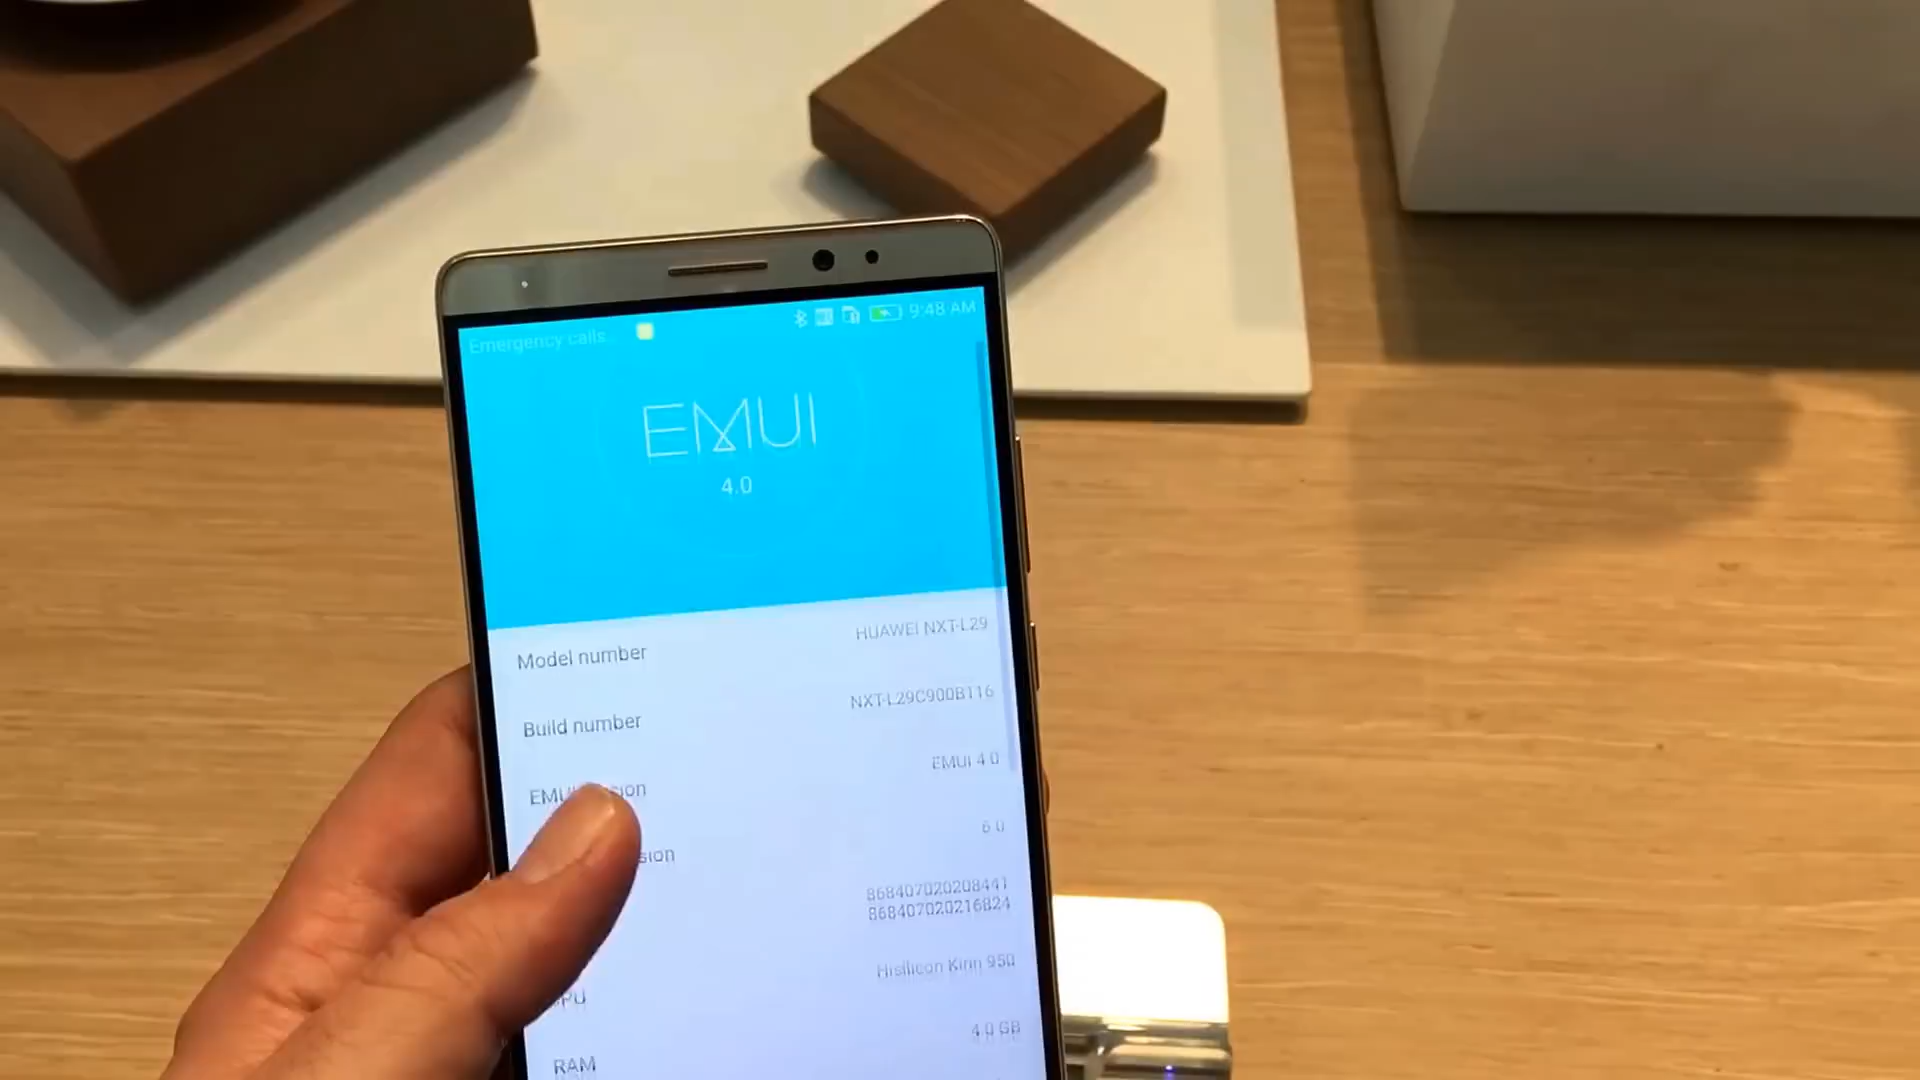 Emergency calls
9:48 AM
EMUI
4.0
Model number HUAWEI NXT-L29
Build number NXT-L29C900B116
EMUI EMUI 4.0
6.0
868407020208441
868407020216824
Hisilicon Kirin 950
RAM 4.0 GB